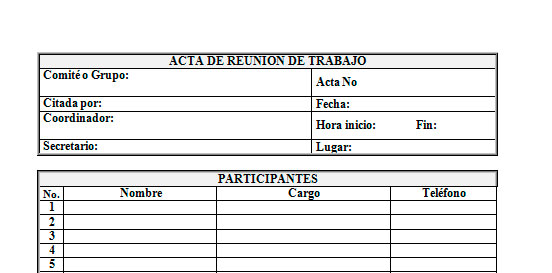 ACTA DE REUNION DE TRABAJO
Comité o Grupo:
Acta No
Citada por: Fecha:
Coordinador:
Hora inicio: Fin:
Secretario: Lugar:
PARTICIPANTES
No. Nombre Cargo Teléfono
1
2
3
4
5